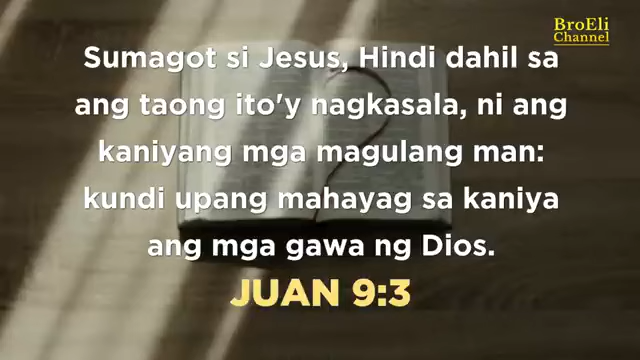 BroEli
Channel
Sumagot si Jesus, Hindi dahil sa
ang taong ito'y nagkasala, ni ang
kaniyang mga magulang man:
kundi upang mahayag sa kaniya
ang mga gawa ng Dios.
JUAN 9:3